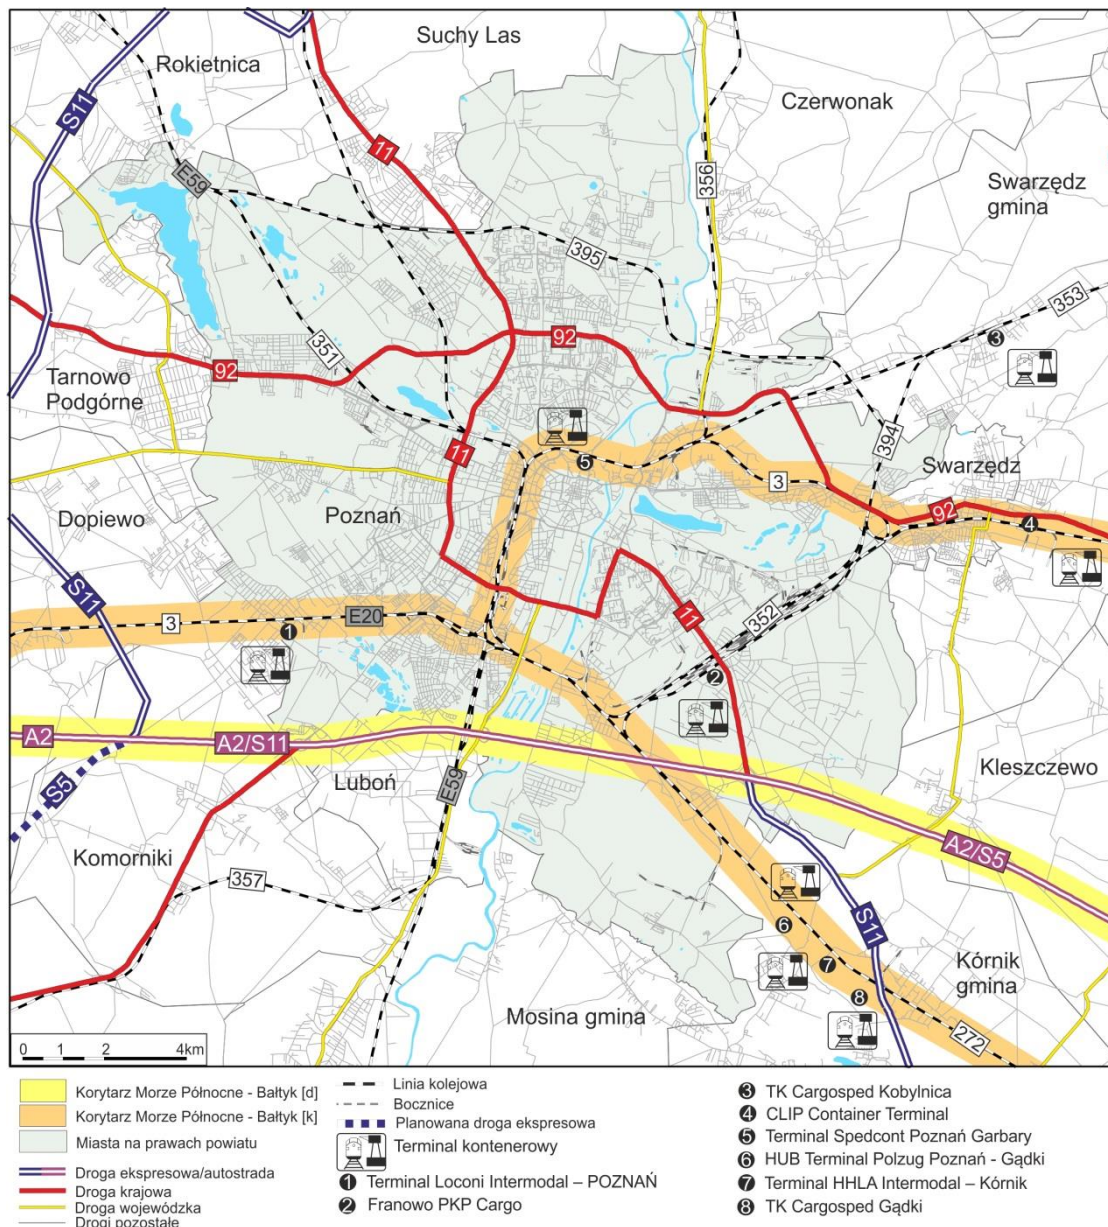 Suchy Las
Rokietnica
S11
Czerwonak
11
E59
356
Swarzędz
gmina
395
353
351
92
92
3
Tarnowo
Podgórne
394
11
5
Swarzędz
3
92
4
Dopiewo
Poznań
S11
352
11
3
E20
1
2
A2
A2/S11
Kleszczewo
S5
Luboń
E59
A2/S5
Komorniki
357
6
S11
7
Kórnik
gmina
8
Mosina gmina
272
0 1 2 4km
Korytarz Morze Północne - Bałtyk [d]
Korytarz Morze Północne - Bałtyk [k]
Miasta na prawach powiatu
Droga ekspresowa/autostrada
Droga krajowa
Droga wojewódzka
Drogi pozostałe
Linia kolejowa
Bocznice
Planowana droga ekspresowa
Terminal kontenerowy
1 Terminal Loconi Intermodal – POZNAŃ
2 Franowo PKP Cargo
3 TK Cargosped Kobylnica
4 CLIP Container Terminal
5 Terminal Spedcont Poznań Garbary
6 HUB Terminal Polzug Poznań - Gądki
7 Terminal HHLA Intermodal – Kórnik
8 TK Cargosped Gądki